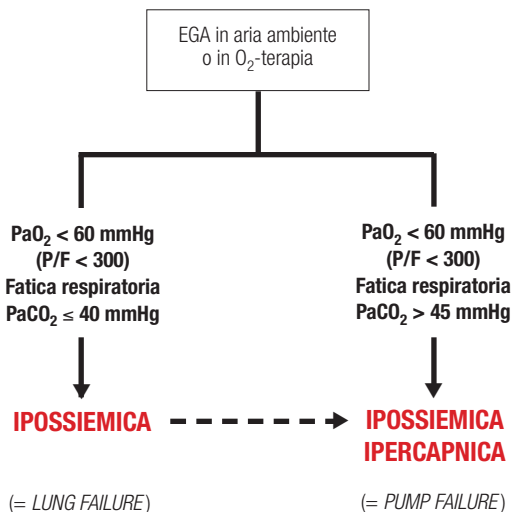 EGA in aria ambiente
o in O₂-terapia
PaO₂ < 60 mmHg
(P/F < 300)
Fatica respiratoria
PaCO₂ ≤ 40 mmHg
PaO₂ < 60 mmHg
(P/F < 300)
Fatica respiratoria
PaCO₂ > 45 mmHg
IPOSSIEMICA
IPOSSIEMICA
IPERCAPNICA
(= LUNG FAILURE)
(= PUMP FAILURE)